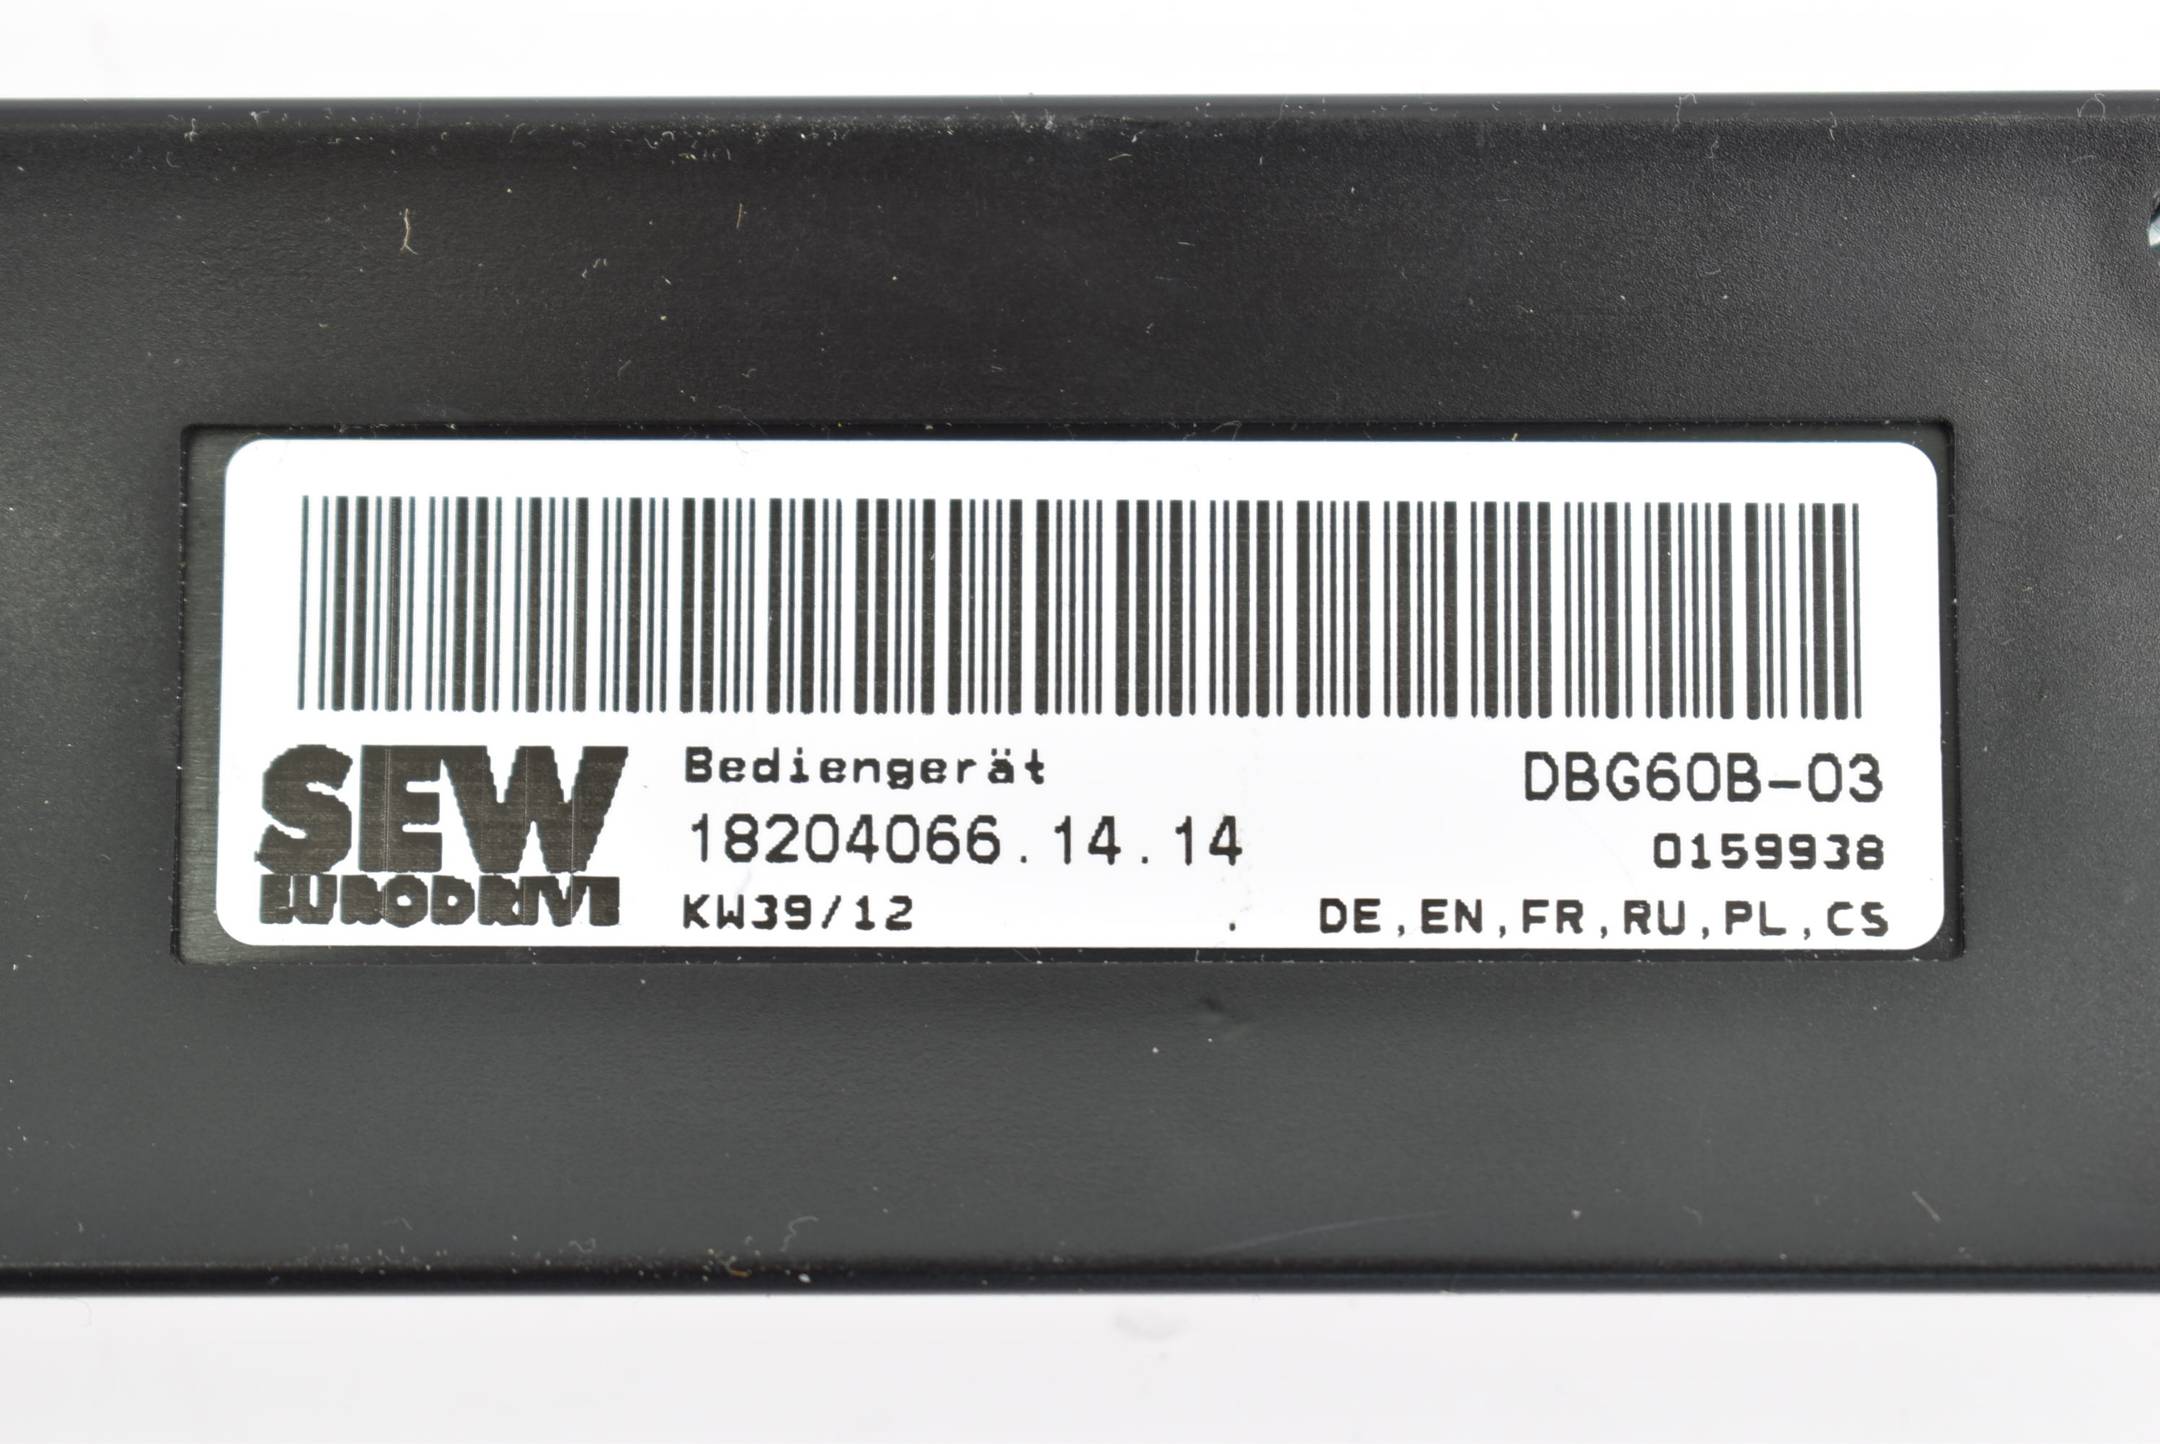 SEW
EURODRIVE
Bediengerät
18204066.14.14
KW39/12
DBG60B-03
0159938
DE,EN,FR,RU,PL,CS